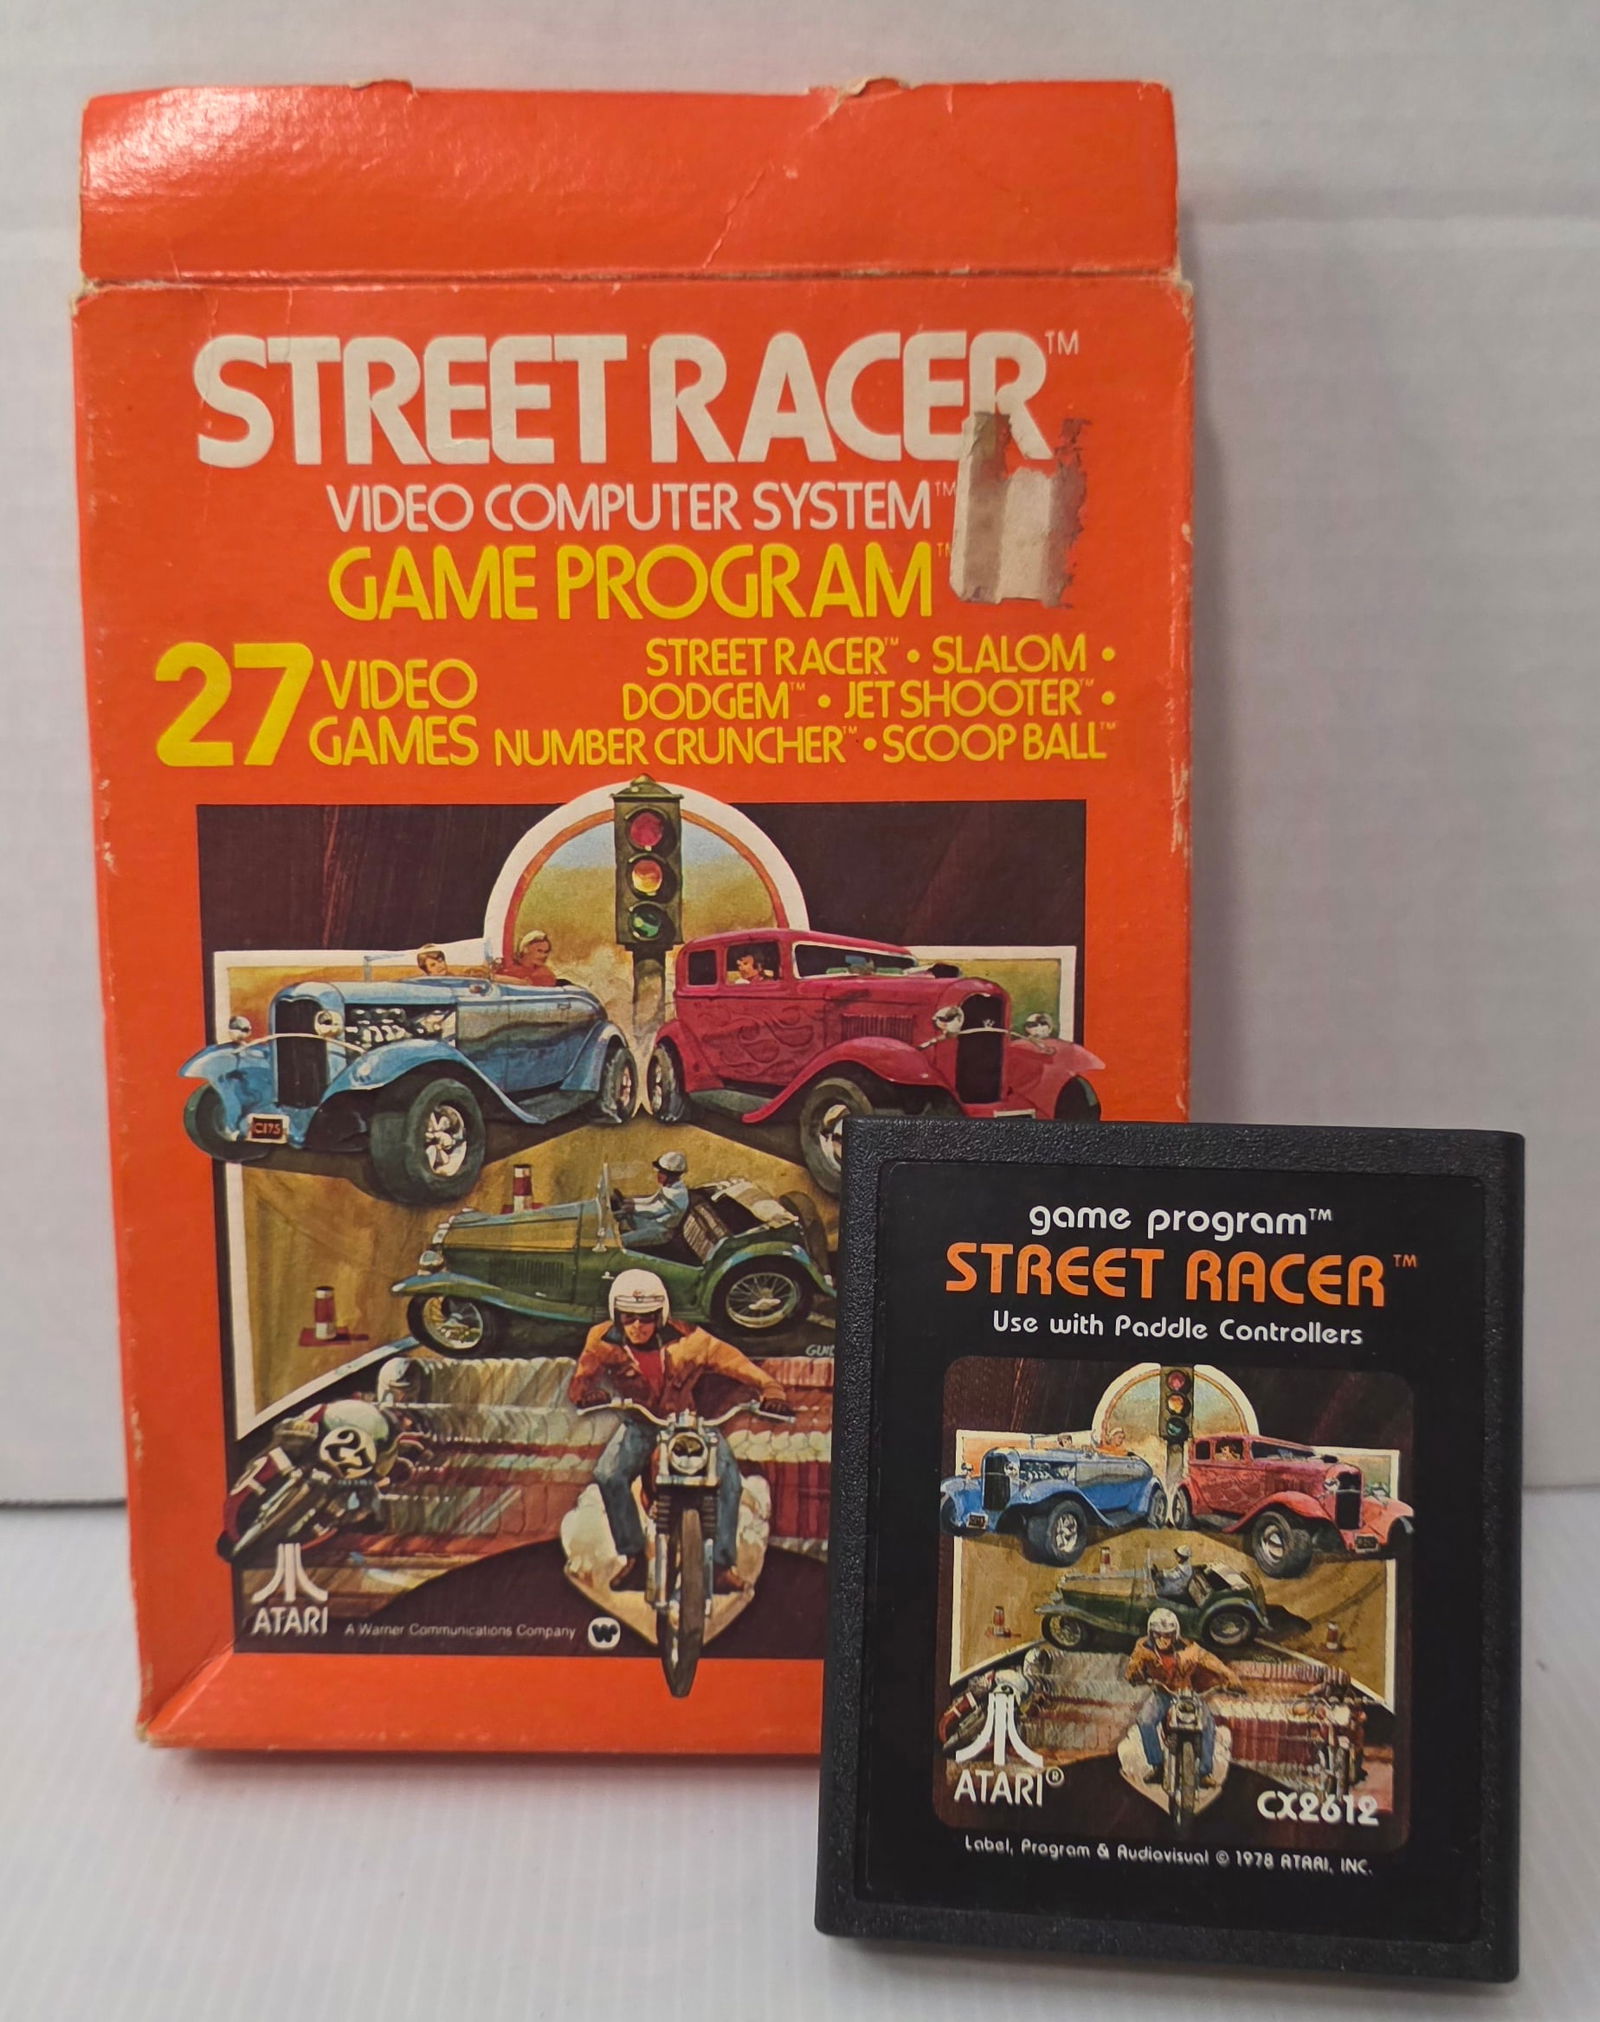 STREET RACER™
VIDEO COMPUTER SYSTEM™
GAME PROGRAM™
27 VIDEO GAMES
STREET RACER™ • SLALOM •
DODGEM™ • JET SHOOTER™ •
NUMBER CRUNCHER™ • SCOOP BALL™
C175
25
ATARI
A Warner Communications Company
game program™
STREET RACER™
Use with Paddle Controllers
ATARI®
CX2612
Label, Program & Audiovisual © 1978 ATARI, INC.